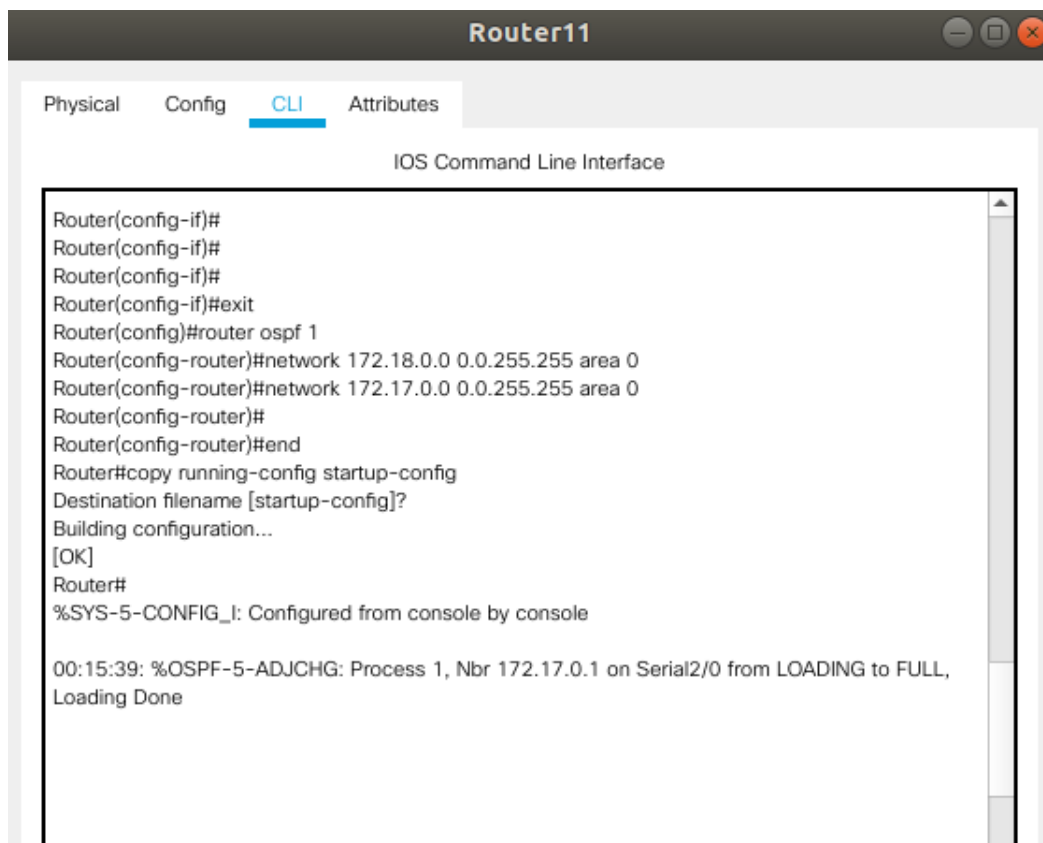 Router11
Physical Config CLI Attributes
IOS Command Line Interface
Router(config-if)#
Router(config-if)#
Router(config-if)#
Router(config-if)#exit
Router(config)#router ospf 1
Router(config-router)#network 172.18.0.0 0.0.255.255 area 0
Router(config-router)#network 172.17.0.0 0.0.255.255 area 0
Router(config-router)#
Router(config-router)#end
Router#copy running-config startup-config
Destination filename [startup-config]?
Building configuration...
[OK]
Router#
%SYS-5-CONFIG_I: Configured from console by console
00:15:39: %OSPF-5-ADJCHG: Process 1, Nbr 172.17.0.1 on Serial2/0 from LOADING to FULL,
Loading Done